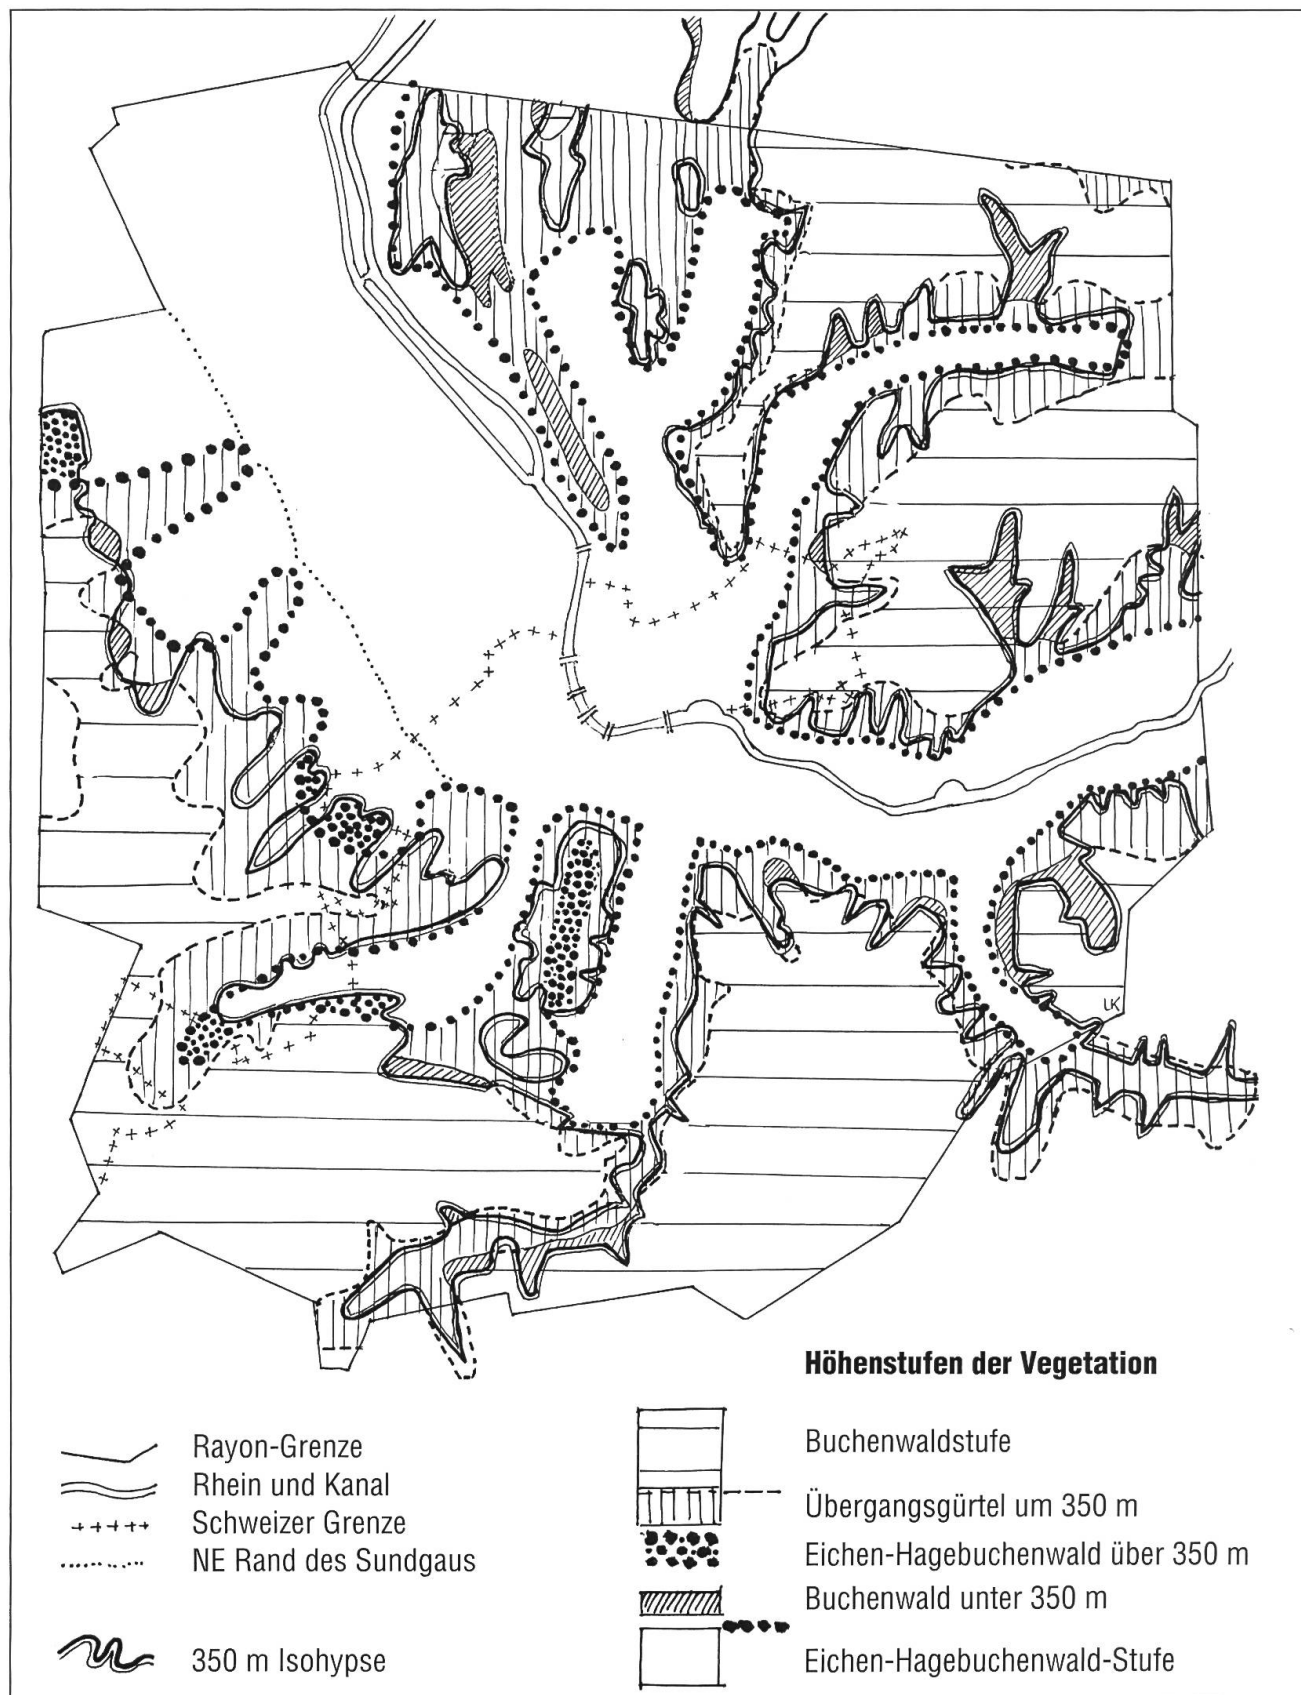 LK
Höhenstufen der Vegetation
Rayon-Grenze
Rhein und Kanal
Schweizer Grenze
NE Rand des Sundgaus
350 m Isohypse
Buchenwaldstufe
Übergangsgürtel um 350 m
Eichen-Hagebuchenwald über 350 m
Buchenwald unter 350 m
Eichen-Hagebuchenwald-Stufe